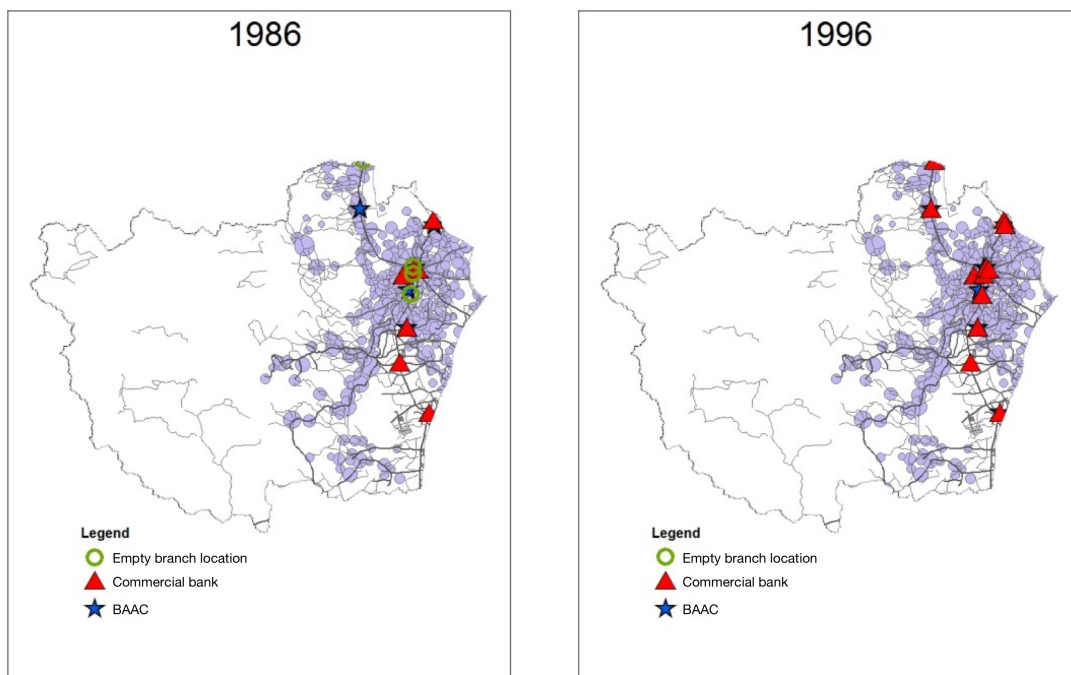 1986
Legend
Empty branch location
Commercial bank
BAAC
1996
Legend
Empty branch location
Commercial bank
BAAC